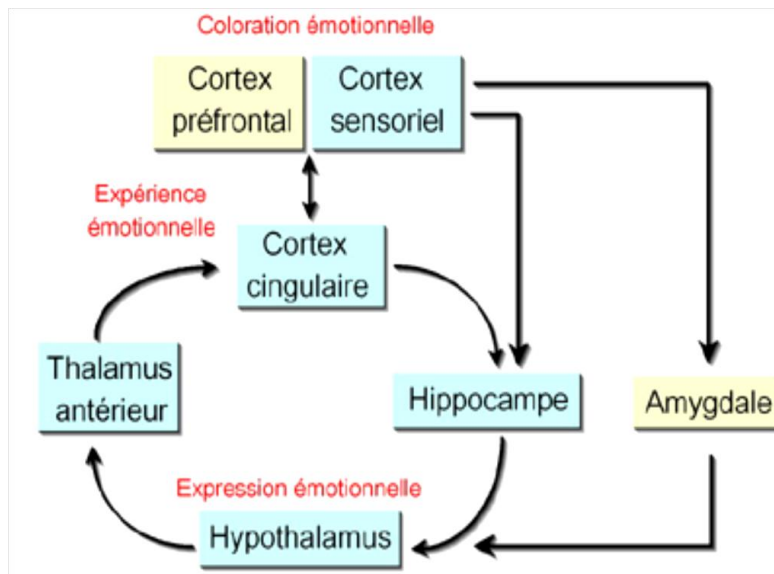 Coloration émotionnelle
Cortex
préfrontal
Cortex
sensoriel
Expérience
émotionnelle
Cortex
cingulaire
Thalamus
antérieur
Hippocampe
Amygdale
Expression émotionnelle
Hypothalamus